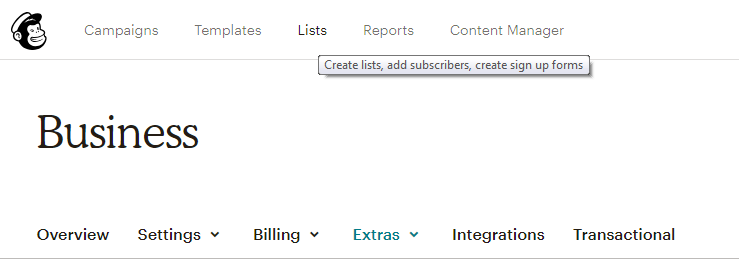 Campaigns Templates Lists Reports Content Manager
Create lists, add subscribers, create sign up forms
Business
Overview Settings Billing Extras Integrations Transactional